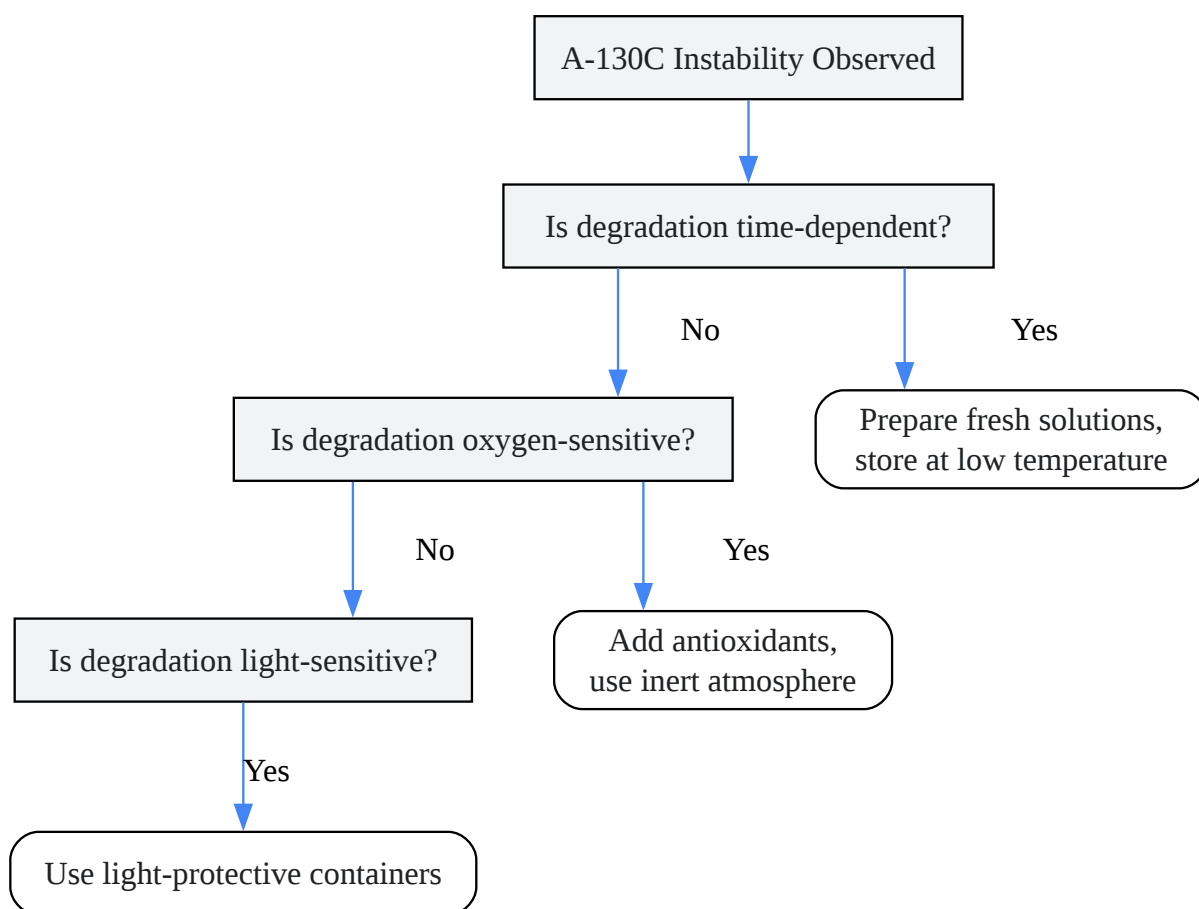 A-130C Instability Observed
Is degradation time-dependent?
No
Yes
Is degradation oxygen-sensitive?
Prepare fresh solutions,
store at low temperature
No
Yes
Is degradation light-sensitive?
Add antioxidants,
use inert atmosphere
Yes
Use light-protective containers